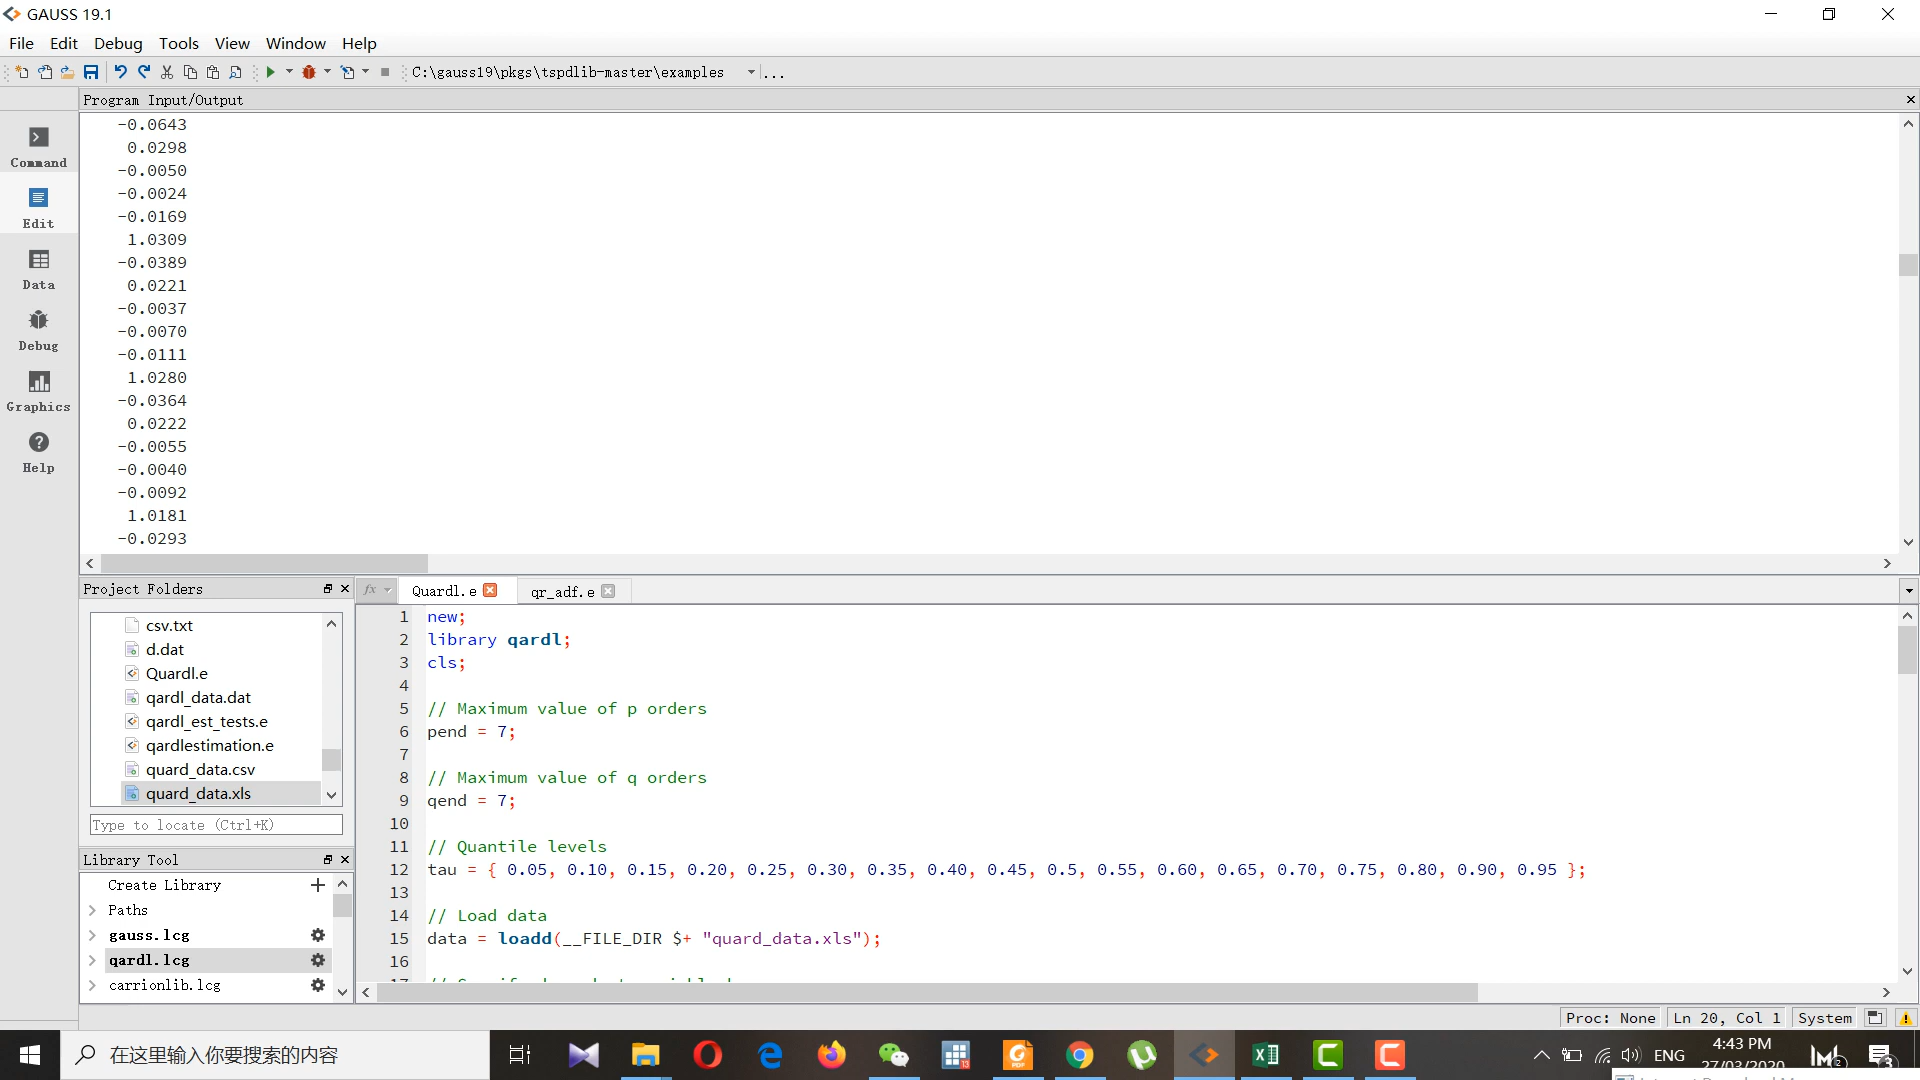 GAUSS 19.1
File Edit Debug Tools View Window Help
C:\gauss19\pkgs\tspdlib-master\examples ...
Program Input/Output
-0.0643
0.0298
-0.0050
-0.0024
-0.0169
1.0309
-0.0389
0.0221
-0.0037
-0.0070
-0.0111
1.0280
-0.0364
0.0222
-0.0055
-0.0040
-0.0092
1.0181
-0.0293
Command
Edit
Data
Debug
Graphics
Help
Project Folders
csv.txt
d.dat
Quardl.e
qardl_data.dat
qardl_est_tests.e
qardlestimation.e
quard_data.csv
quard_data.xls
Type to locate (Ctrl+K)
Library Tool
Create Library
Paths
gauss.lcg
qardl.lcg
carrionlib.lcg
fx Quardl.e qr_adf.e
1 new;
2 library qardl;
3 cls;
4
5 // Maximum value of p orders
6 pend = 7;
7
8 // Maximum value of q orders
9 qend = 7;
10
11 // Quantile levels
12 tau = { 0.05, 0.10, 0.15, 0.20, 0.25, 0.30, 0.35, 0.40, 0.45, 0.5, 0.55, 0.60, 0.65, 0.70, 0.75, 0.80, 0.90, 0.95 };
13
14 // Load data
15 data = loadd(__FILE_DIR $+ "quard_data.xls");
16
17
Proc: None Ln 20, Col 1 System
在这里输入你要搜索的内容
ENG
4:43 PM
27/03/2020